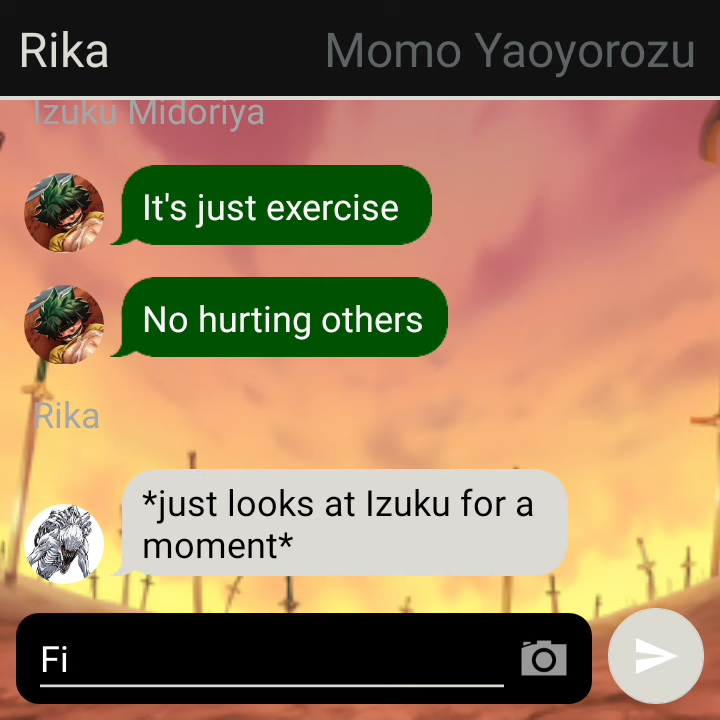 Rika
Momo Yaoyorozu
Izuku Midoriya
It's just exercise
No hurting others
Rika
*just looks at Izuku for a
moment*
Fi